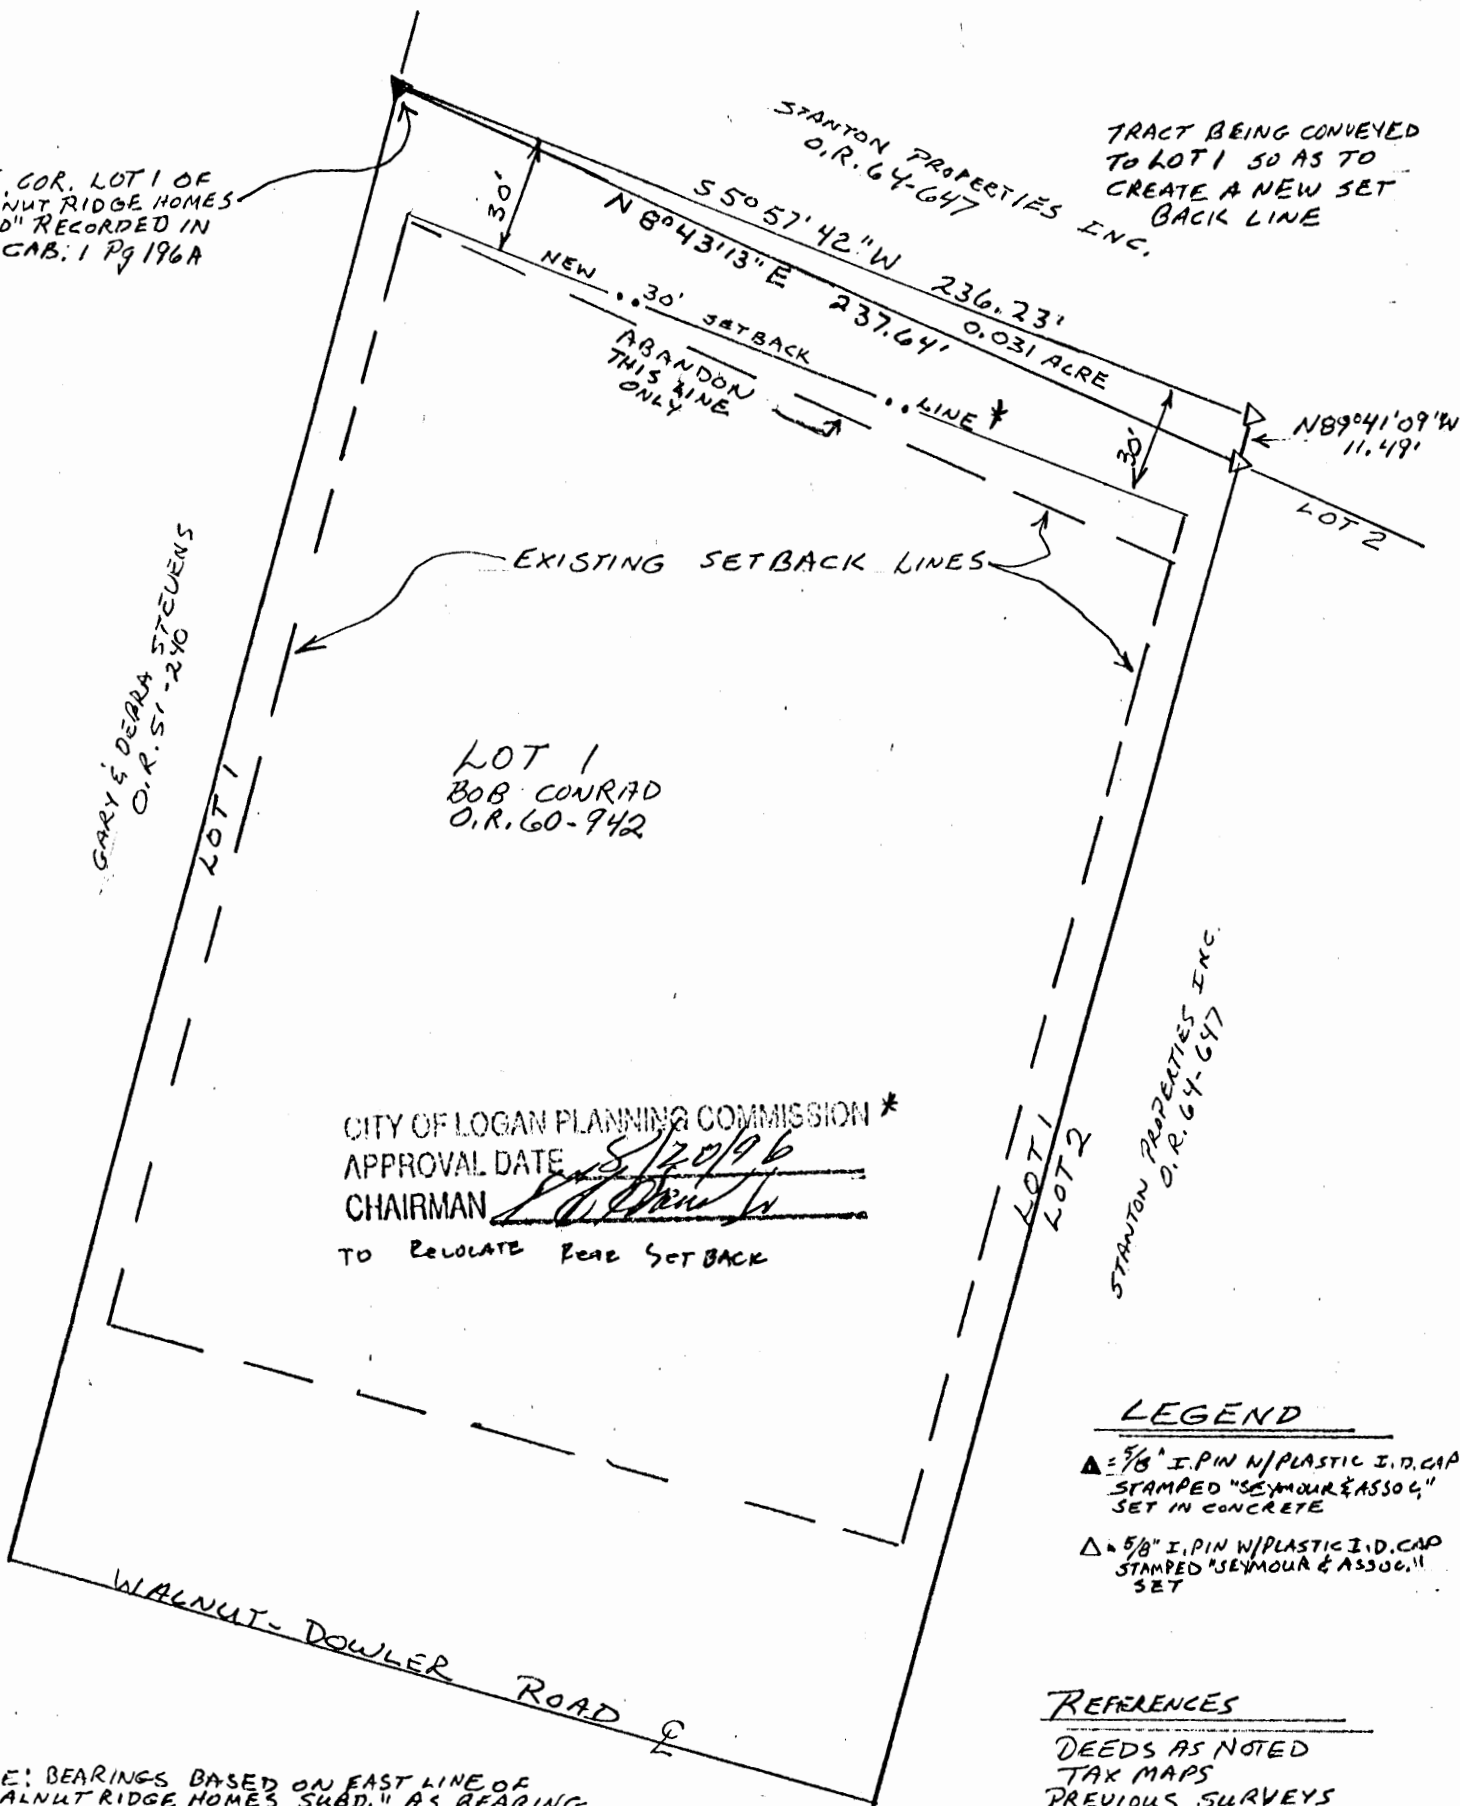 COR. LOT 1 OF
NUT RIDGE HOMES
D" RECORDED IN
CAB: 1 Pg 196A
STANTON PROPERTIES INC.
O.R. 64-647
TRACT BEING CONVEYED
TO LOT 1 SO AS TO
CREATE A NEW SET
BACK LINE
30'
S 5° 57' 42" W 236.23'
N 8° 43' 13" E 237.64'
0.031 ACRE
NEW 30' SETBACK LINE *
ABANDON
THIS LINE
ONLY
30'
N89°41'09"W
11.49'
LOT 2
EXISTING SETBACK LINES
GARY & DEBRA STEVENS
O.R. 51-240
LOT 1
LOT 1
BOB CONRAD
O.R. 60-942
STANTON PROPERTIES INC.
O.R. 64-647
LOT 1
LOT 2
CITY OF LOGAN PLANNING COMMISSION *
APPROVAL DATE 8/20/96
CHAIRMAN
TO RELOCATE REAR SETBACK
LEGEND
▲ = 5/8" I.PIN W/PLASTIC I.D. CAP
STAMPED "SEYMOUR & ASSOC."
SET IN CONCRETE
△ = 5/8" I.PIN W/PLASTIC I.D. CAP
STAMPED "SEYMOUR & ASSOC."
SET
WALNUT-DOWLER ROAD ℄
REFERENCES
DEEDS AS NOTED
TAX MAPS
PREVIOUS SURVEYS
E: BEARINGS BASED ON EAST LINE OF
ALNUT RIDGE HOMES SUBD." AS BEARING